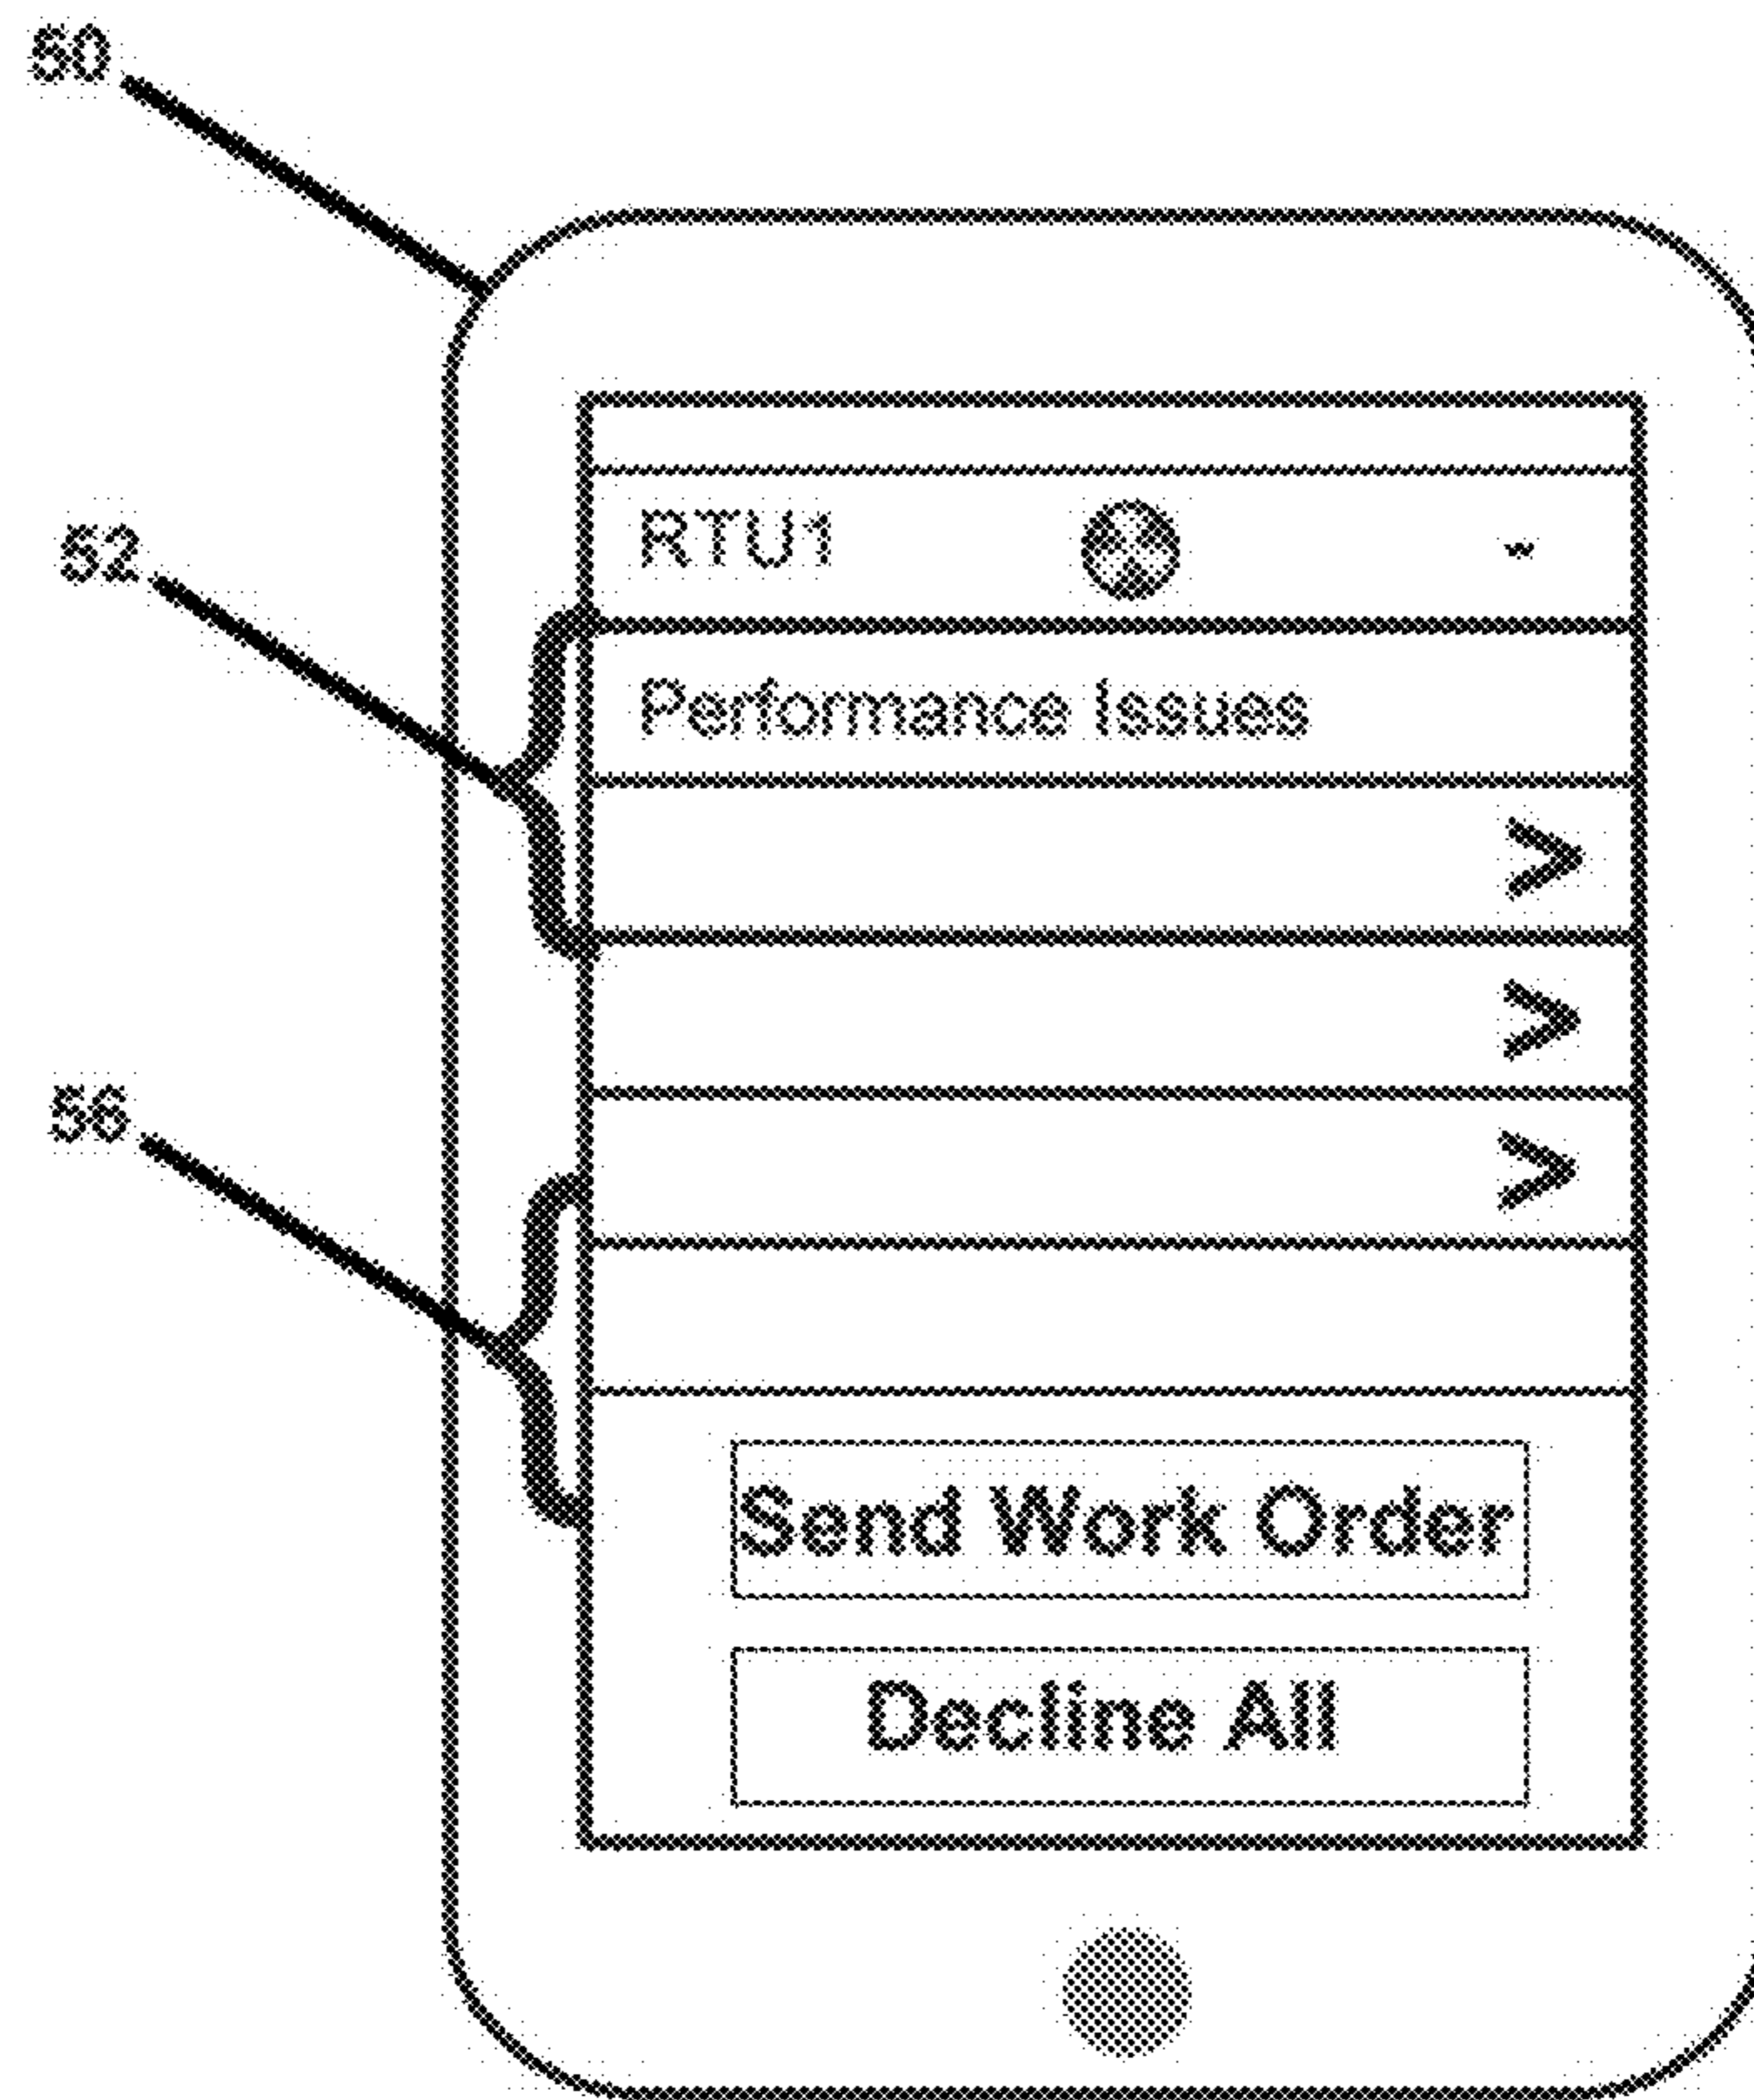 50
52
RTU1 -
Performance Issues
>
>
56
>
Send Work Order
Decline All